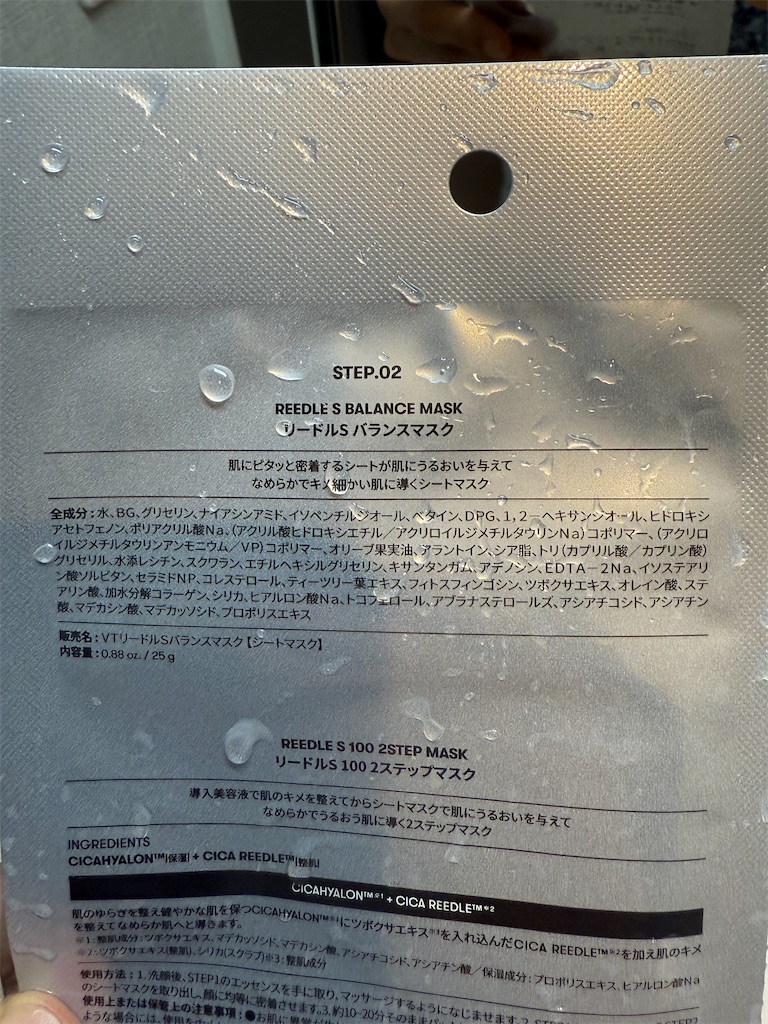 STEP.02
REEDLE S BALANCE MASK
リードルS バランスマスク
肌にピタッと密着するシートが肌にうるおいを与えて
なめらかでキメ細かい肌に導くシートマスク
全成分：水、BG、グリセリン、ナイアシンアミド、イソペンチルジオール、ベタイン、DPG、1，2－ヘキサンジオール、ヒドロキシ
アセトフェノン、ポリアクリル酸Na、（アクリル酸ヒドロキシエチル／アクリロイルジメチルタウリンNa）コポリマー、（アクリロ
イルジメチルタウリンアンモニウム／VP）コポリマー、オリーブ果実油、アラントイン、シア脂、トリ（カプリル酸／カプリン酸）
グリセリル、水添レシチン、スクワラン、エチルヘキシルグリセリン、キサンタンガム、アデノシン、EDTA－2Na、イソステアリ
ン酸ソルビタン、セラミドNP、コレステロール、ティーツリー葉エキス、フィトスフィンゴシン、ツボクサエキス、オレイン酸、ステ
アリン酸、加水分解コラーゲン、シリカ、ヒアルロン酸Na、トコフェロール、アブラナステロールズ、アシアチコシド、アシアチン
酸、マデカシン酸、マデカッソシド、プロポリスエキス
販売名：VTリードルSバランスマスク【シートマスク】
内容量：0.88 oz. / 25 g
REEDLE S 100 2STEP MASK
リードルS 100 2ステップマスク
導入美容液で肌のキメを整えてからシートマスクで肌にうるおいを与えて
なめらかでうるおう肌に導く2ステップマスク
INGREDIENTS
CICAHYALON™|保湿| + CICA REEDLE™|整肌|
CICAHYALON™※1 + CICA REEDLE™※2
肌のゆらぎを整え健やかな肌を保つCICAHYALON™※1にツボクサエキス※3を入れ込んだCICA REEDLE™※2を加え肌のキメ
を整えてなめらか肌へと導きます。
※1：整肌成分：ツボクサエキス、マデカッソシド、マデカシン酸、アシアチコシド、アシアチン酸／保湿成分：プロポリスエキス、ヒアルロン酸Na
※2：ツボクサエキス（整肌）、シリカ（スクラブ）※3：整肌成分
使用方法：1. 洗顔後、STEP1のエッセンスを手に取り、マッサージするようになじませます。2. STEP2
のシートマスクを取り出し、顔に均等に密着させます。3. 約10~20分そのまま
使用上または保管上の注意事項：●お肌に異常が
ような場合には、使用を